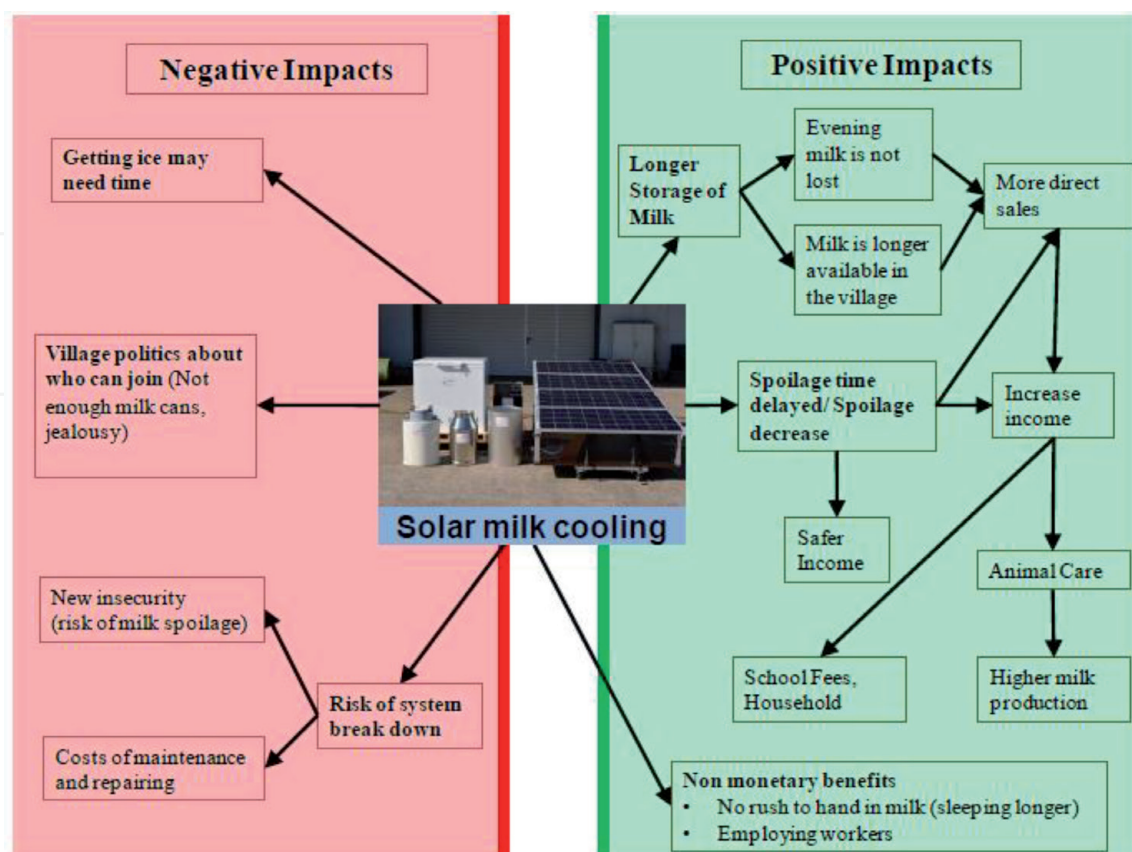 Negative Impacts
Getting ice may
need time
Village politics about
who can join (Not
enough milk cans,
jealousy)
New insecurity
(risk of milk spoilage)
Risk of system
break down
Costs of maintenance
and repairing
Solar milk cooling
Positive Impacts
Longer
Storage of
Milk
Evening
milk is not
lost
Milk is longer
available in
the village
More direct
sales
Spoilage time
delayed/ Spoilage
decrease
Increase
income
Safer
Income
Animal Care
School Fees,
Household
Higher milk
production
Non monetary benefits
• No rush to hand in milk (sleeping longer)
• Employing workers